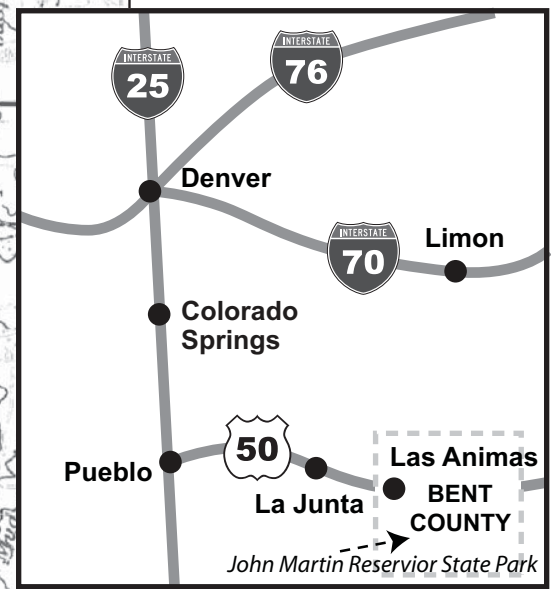 INTERSTATE
25
INTERSTATE
76
Denver
INTERSTATE
70
Limon
Colorado
Springs
50
Pueblo
La Junta
Las Animas
BENT
COUNTY
John Martin Reservior State Park